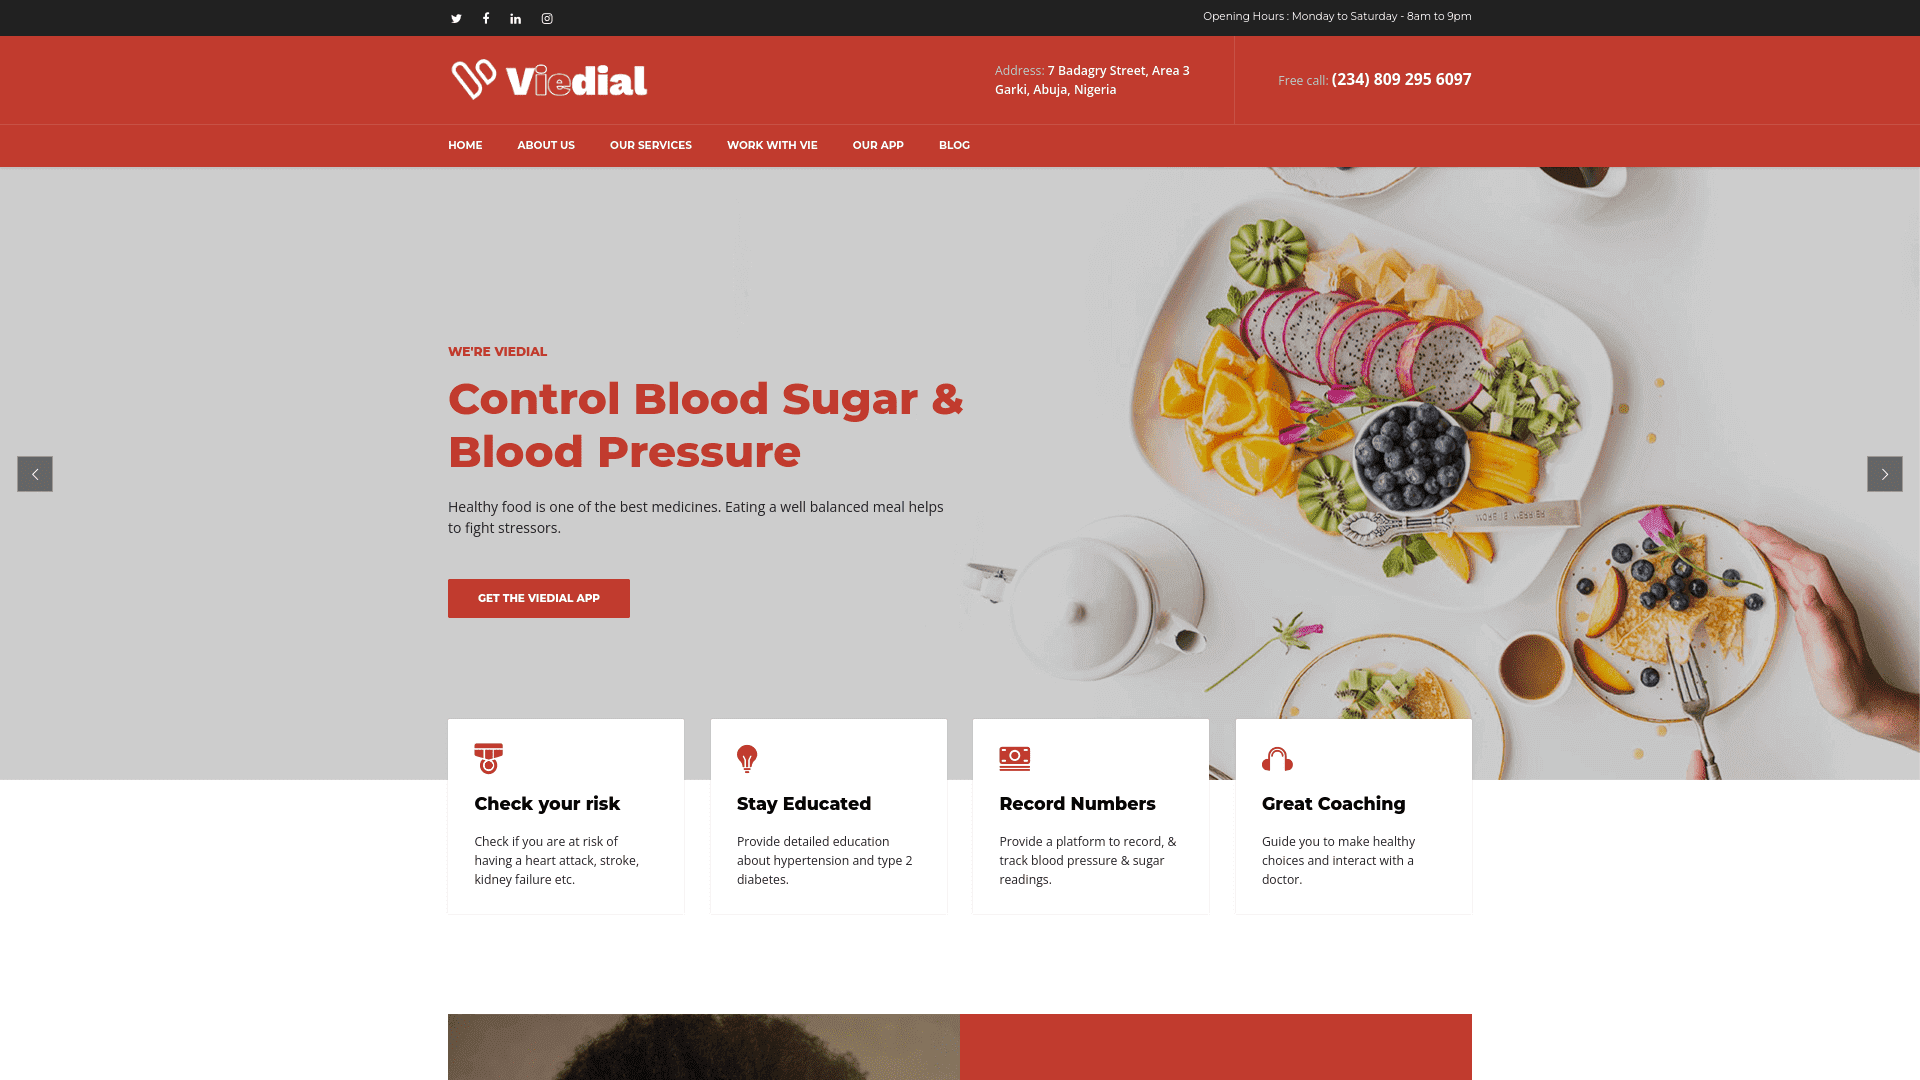 Opening Hours : Monday to Saturday - 8am to 9pm
Viedial
Address: 7 Badagry Street, Area 3
Garki, Abuja, Nigeria
Free call: (234) 809 295 6097
HOME
ABOUT US
OUR SERVICES
WORK WITH VIE
OUR APP
BLOG
WE'RE VIEDIAL
Control Blood Sugar &
Blood Pressure
Healthy food is one of the best medicines. Eating a well balanced meal helps
to fight stressors.
GET THE VIEDIAL APP
Check your risk
Check if you are at risk of
having a heart attack, stroke,
kidney failure etc.
Stay Educated
Provide detailed education
about hypertension and type 2
diabetes.
Record Numbers
Provide a platform to record, &
track blood pressure & sugar
readings.
Great Coaching
Guide you to make healthy
choices and interact with a
doctor.